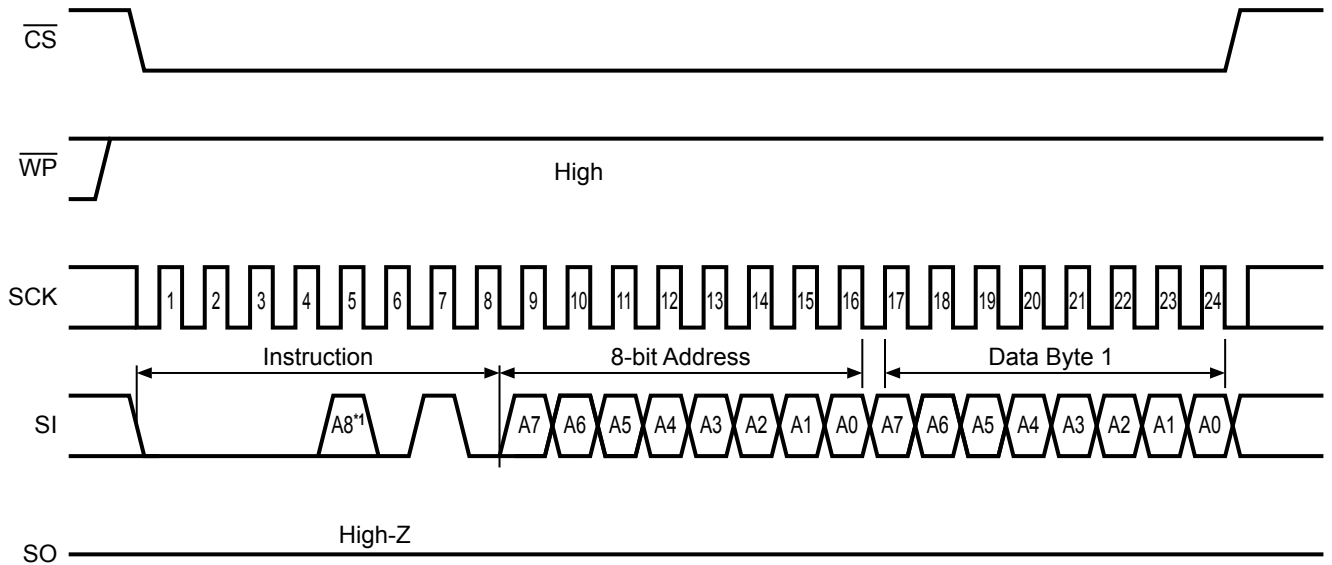 CS
WP
High
SCK
1 2 3 4 5 6 7 8 9 10 11 12 13 14 15 16 17 18 19 20 21 22 23 24
Instruction 8-bit Address Data Byte 1
SI
A8*1 A7 A6 A5 A4 A3 A2 A1 A0 A7 A6 A5 A4 A3 A2 A1 A0
High-Z
SO